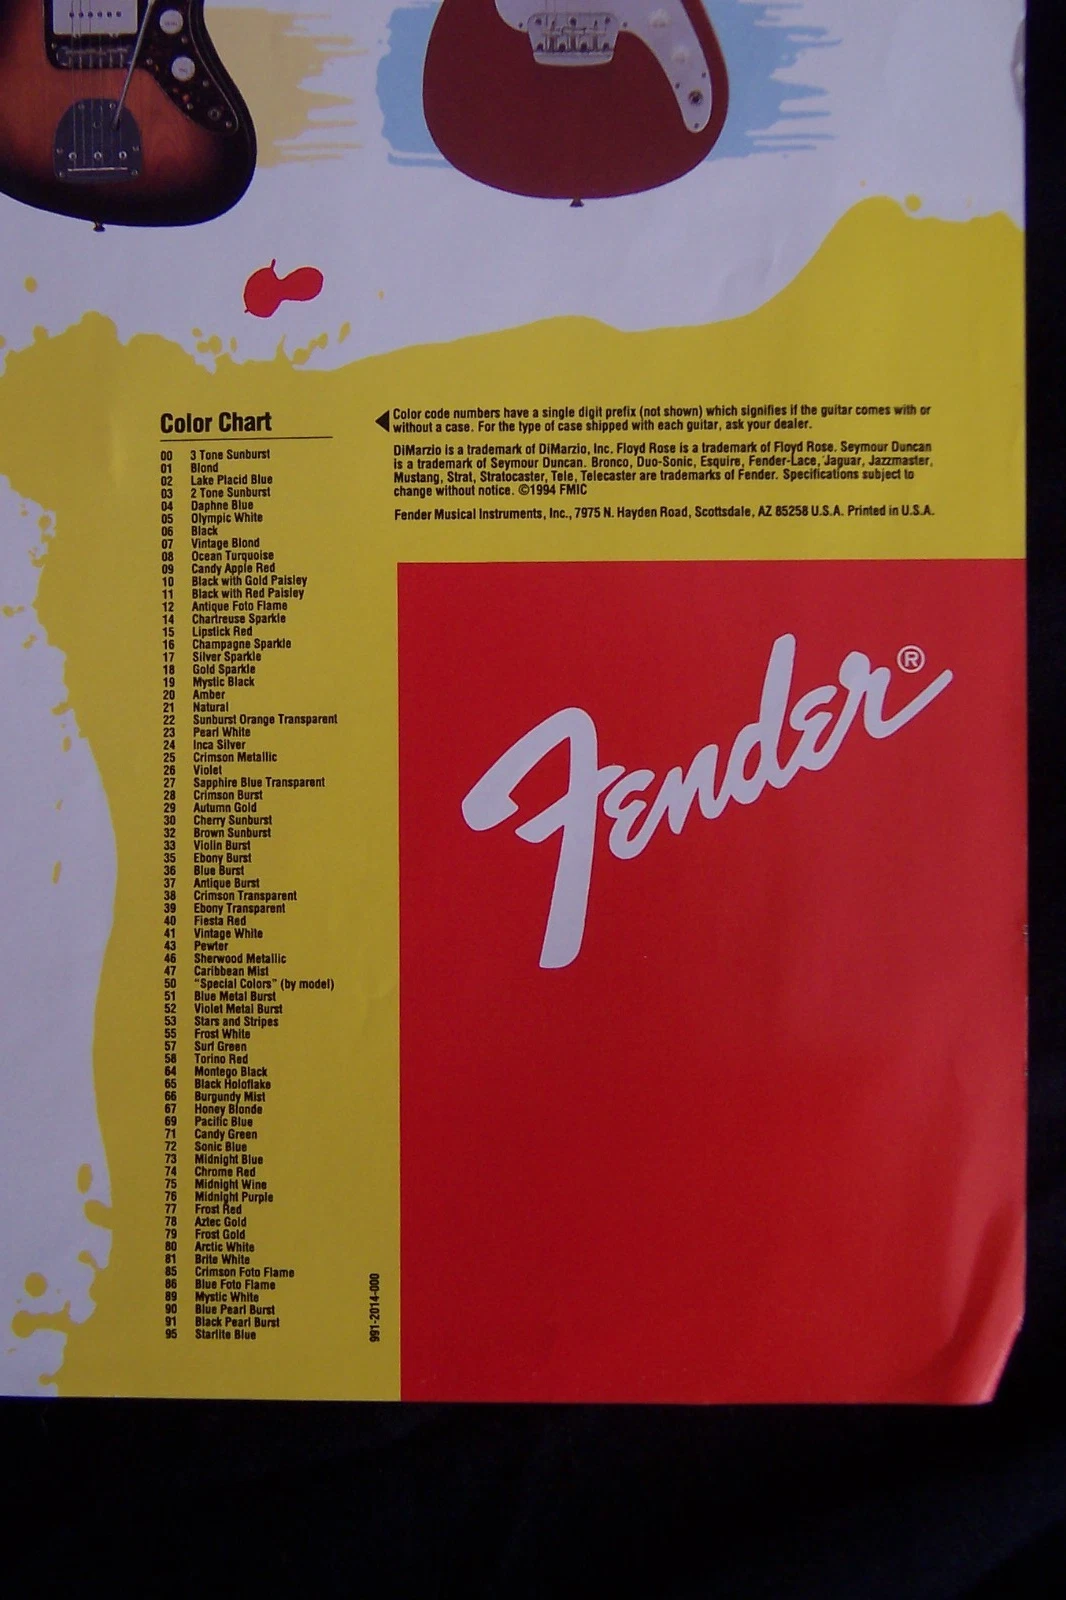 Color Chart
00 3 Tone Sunburst
01 Blond
02 Lake Placid Blue
03 2 Tone Sunburst
04 Daphne Blue
05 Olympic White
06 Black
07 Vintage Blond
08 Ocean Turquoise
09 Candy Apple Red
10 Black with Gold Paisley
11 Black with Red Paisley
12 Antique Foto Flame
14 Chartreuse Sparkle
15 Lipstick Red
16 Champagne Sparkle
17 Silver Sparkle
18 Gold Sparkle
19 Mystic Black
20 Amber
21 Natural
22 Sunburst Orange Transparent
23 Pearl White
24 Inca Silver
25 Crimson Metallic
26 Violet
27 Sapphire Blue Transparent
28 Crimson Burst
29 Autumn Gold
30 Cherry Sunburst
32 Brown Sunburst
33 Violin Burst
35 Ebony Burst
36 Blue Burst
37 Antique Burst
38 Crimson Transparent
39 Ebony Transparent
40 Fiesta Red
41 Vintage White
43 Pewter
46 Sherwood Metallic
47 Caribbean Mist
50 "Special Colors" (by model)
51 Blue Metal Burst
52 Violet Metal Burst
53 Stars and Stripes
55 Frost White
57 Surf Green
58 Torino Red
64 Montego Black
65 Black Holoflake
66 Burgundy Mist
67 Honey Blonde
69 Pacific Blue
71 Candy Green
72 Sonic Blue
73 Midnight Blue
74 Chrome Red
75 Midnight Wine
76 Midnight Purple
77 Frost Red
78 Aztec Gold
79 Frost Gold
80 Arctic White
81 Brite White
85 Crimson Foto Flame
86 Blue Foto Flame
89 Mystic White
90 Blue Pearl Burst
91 Black Pearl Burst
95 Starlite Blue
991-2014-000
Color code numbers have a single digit prefix (not shown) which signifies if the guitar comes with or
without a case. For the type of case shipped with each guitar, ask your dealer.
DiMarzio is a trademark of DiMarzio, Inc. Floyd Rose is a trademark of Floyd Rose. Seymour Duncan
is a trademark of Seymour Duncan. Bronco, Duo-Sonic, Esquire, Fender-Lace, Jaguar, Jazzmaster,
Mustang, Strat, Stratocaster, Tele, Telecaster are trademarks of Fender. Specifications subject to
change without notice. ©1994 FMIC
Fender Musical Instruments, Inc., 7975 N. Hayden Road, Scottsdale, AZ 85258 U.S.A. Printed in U.S.A.
Fender®